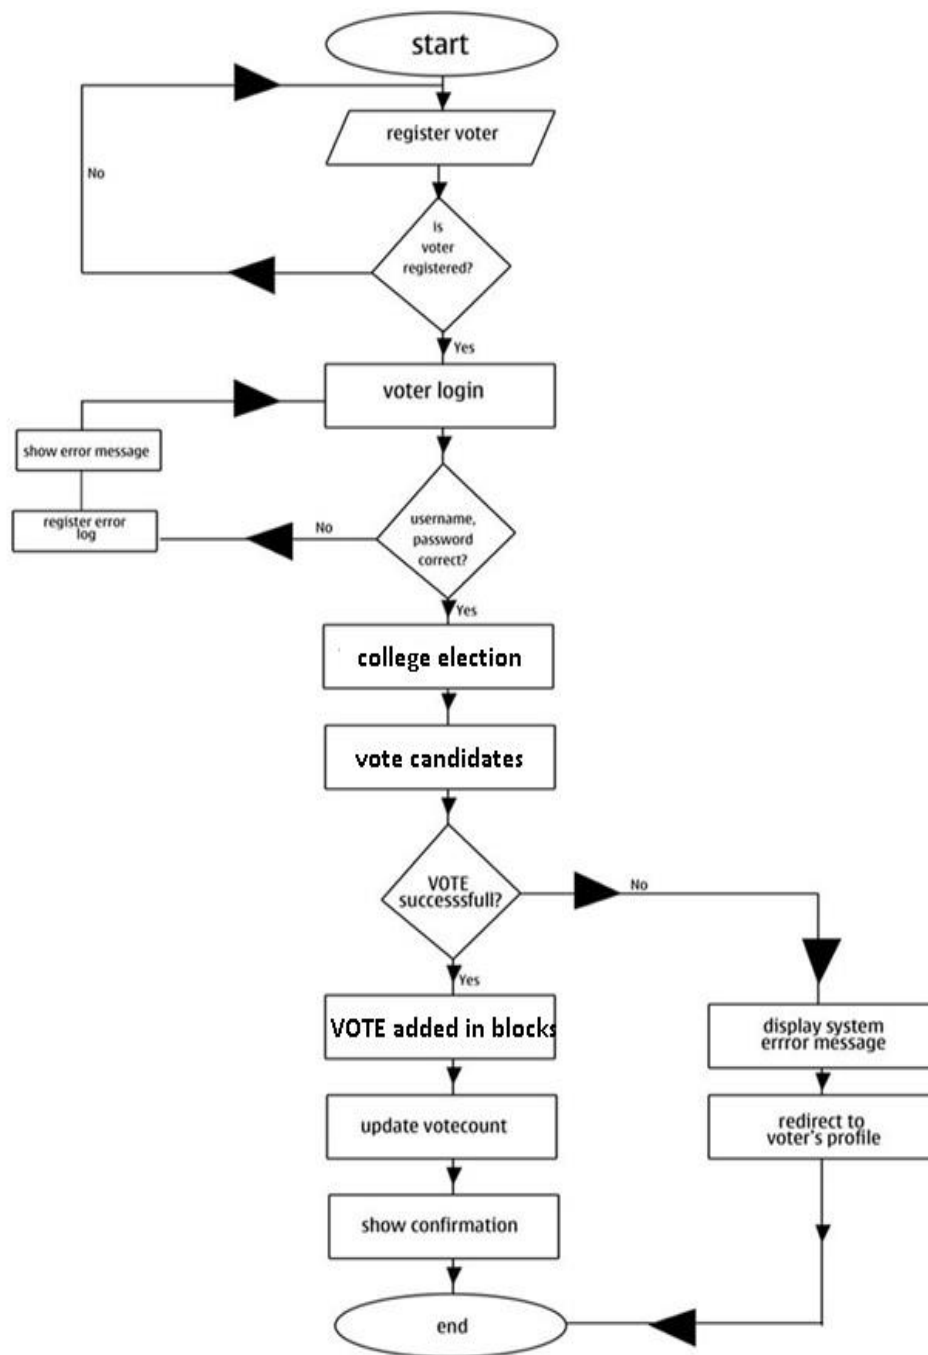 start
register voter
No
is
voter
registered?
Yes
voter login
show error message
register error
log
No
username,
password
correct?
Yes
college election
vote candidates
VOTE
successsfull?
No
Yes
VOTE added in blocks
display system
errror message
update votecount
redirect to
voter's profile
show confirmation
end